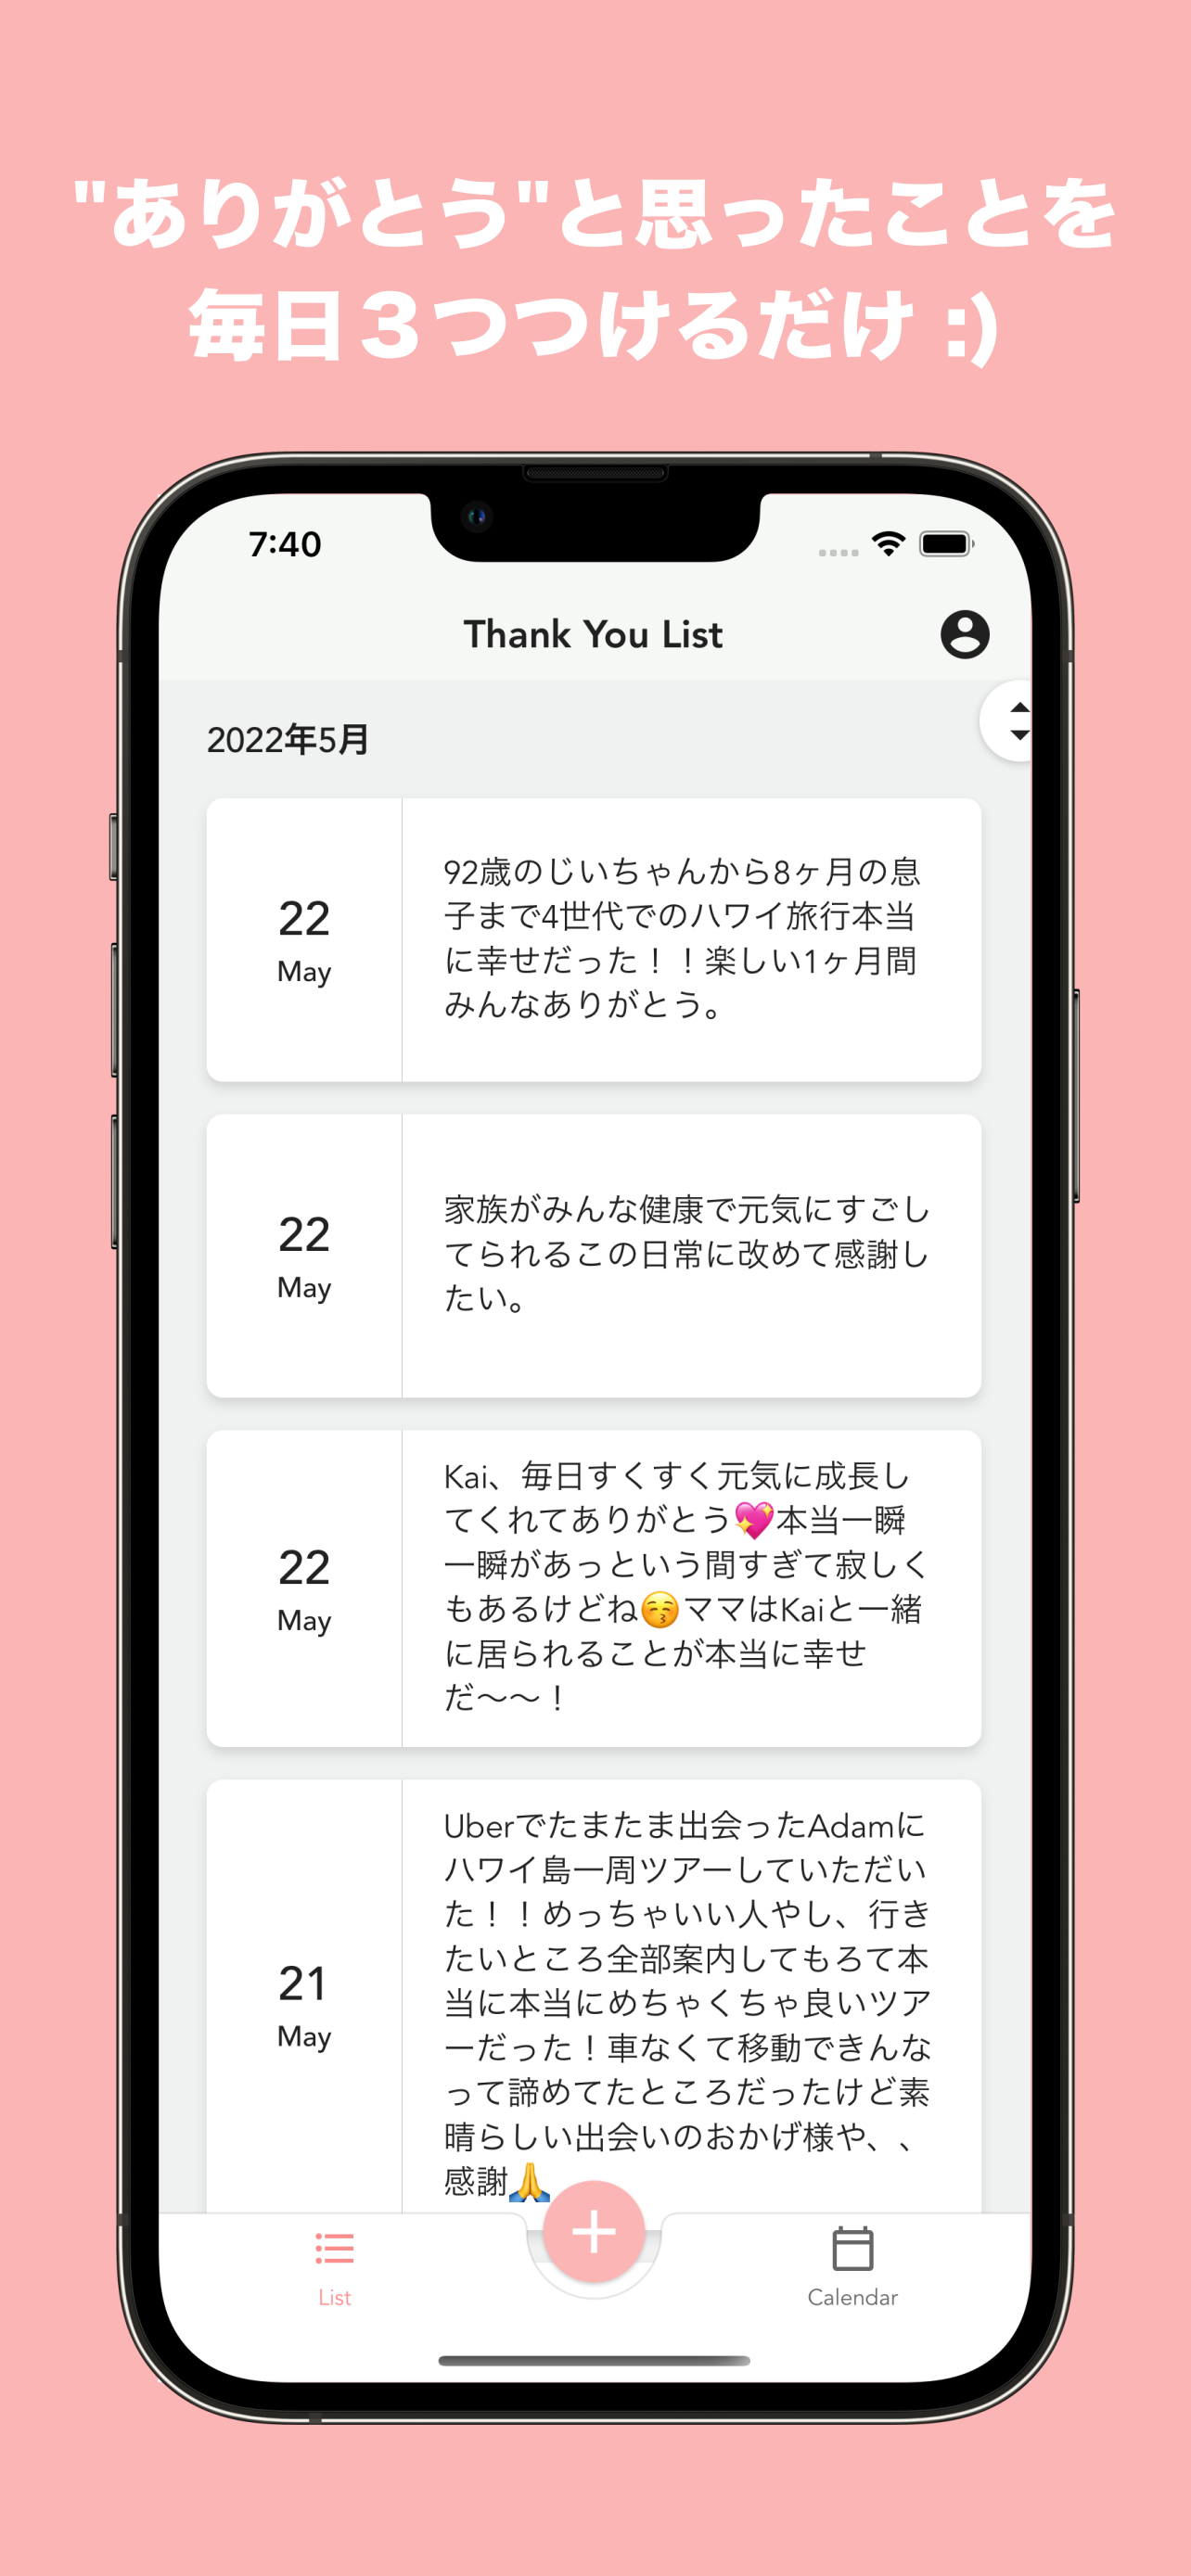 "ありがとう"と思ったことを
毎日３つつけるだけ :)
7:40
Thank You List
2022年5月
22
May
92歳のじいちゃんから8ヶ月の息
子まで4世代でのハワイ旅行本当
に幸せだった！！楽しい1ヶ月間
みんなありがとう。
22
May
家族がみんな健康で元気にすごし
てられるこの日常に改めて感謝し
たい。
22
May
Kai、毎日すくすく元気に成長し
てくれてありがとう💖本当一瞬
一瞬があっという間すぎて寂しく
もあるけどね😚ママはKaiと一緒
に居られることが本当に幸せ
だ〜〜！
21
May
Uberでたまたま出会ったAdamに
ハワイ島一周ツアーしていただい
た！！めっちゃいい人やし、行き
たいところ全部案内してもろて本
当に本当にめちゃくちゃ良いツア
ーだった！車なくて移動できんな
って諦めてたところだったけど素
晴らしい出会いのおかげ様や、、
感謝🙏
List
Calendar